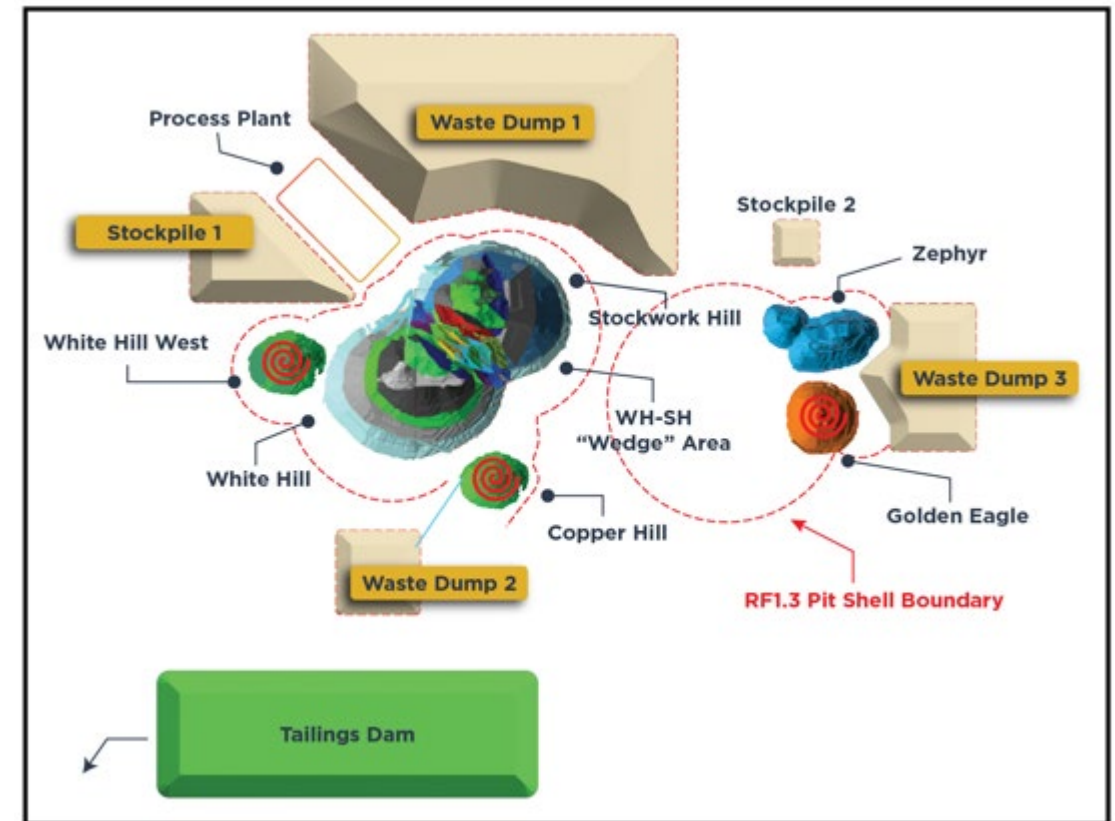 Process Plant
Waste Dump 1
Stockpile 1
Stockpile 2
Zephyr
Stockwork Hill
White Hill West
Waste Dump 3
WH-SH
“Wedge” Area
White Hill
Copper Hill
Golden Eagle
Waste Dump 2
RF1.3 Pit Shell Boundary
Tailings Dam